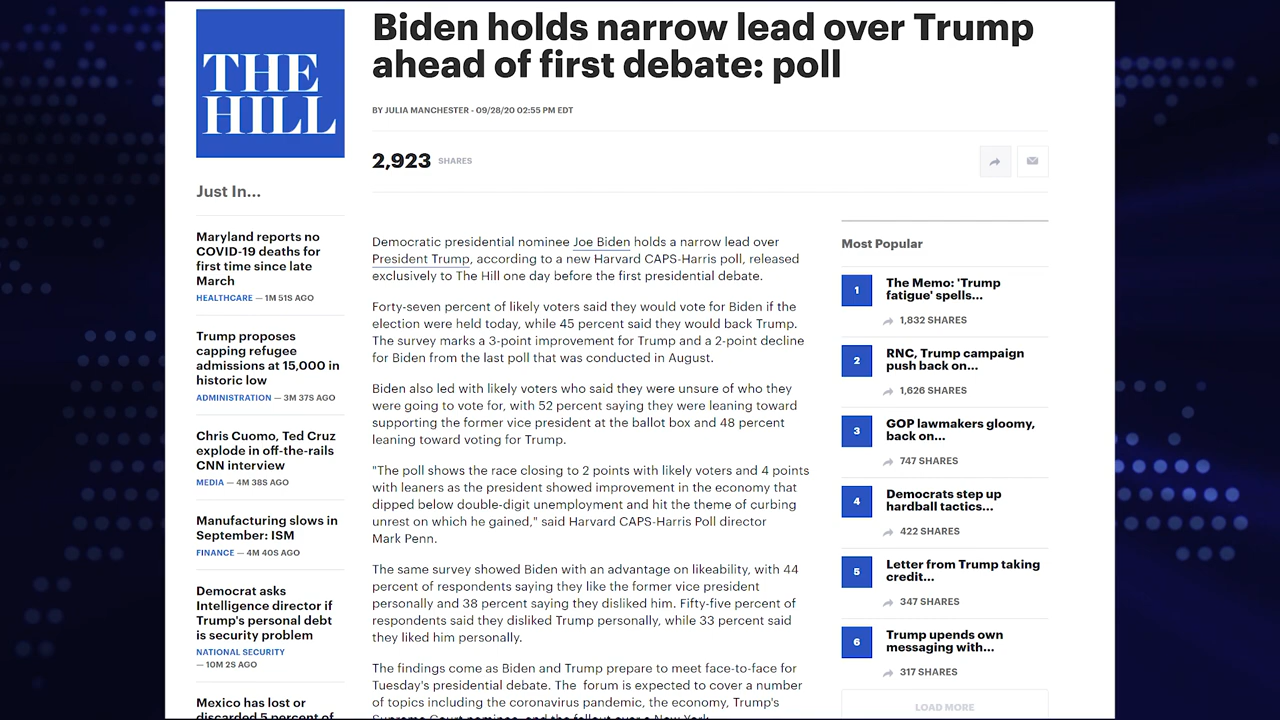 THE
HILL
Biden holds narrow lead over Trump
ahead of first debate: poll
BY JULIA MANCHESTER - 09/28/20 02:55 PM EDT
2,923 SHARES
Just In...
Maryland reports no
COVID-19 deaths for
first time since late
March
HEALTHCARE — 1M 51S AGO
Trump proposes
capping refugee
admissions at 15,000 in
historic low
ADMINISTRATION — 3M 37S AGO
Chris Cuomo, Ted Cruz
explode in off-the-rails
CNN interview
MEDIA — 4M 38S AGO
Manufacturing slows in
September: ISM
FINANCE — 4M 40S AGO
Democrat asks
Intelligence director if
Trump's personal debt
is security problem
NATIONAL SECURITY
— 10M 2S AGO
Mexico has lost or
discarded 5 percent of
Democratic presidential nominee Joe Biden holds a narrow lead over
President Trump, according to a new Harvard CAPS-Harris poll, released
exclusively to The Hill one day before the first presidential debate.
Forty-seven percent of likely voters said they would vote for Biden if the
election were held today, while 45 percent said they would back Trump.
The survey marks a 3-point improvement for Trump and a 2-point decline
for Biden from the last poll that was conducted in August.
Biden also led with likely voters who said they were unsure of who they
were going to vote for, with 52 percent saying they were leaning toward
supporting the former vice president at the ballot box and 48 percent
leaning toward voting for Trump.
"The poll shows the race closing to 2 points with likely voters and 4 points
with leaners as the president showed improvement in the economy that
dipped below double-digit unemployment and hit the theme of curbing
unrest on which he gained," said Harvard CAPS-Harris Poll director
Mark Penn.
The same survey showed Biden with an advantage on likeability, with 44
percent of respondents saying they like the former vice president
personally and 38 percent saying they disliked him. Fifty-five percent of
respondents said they disliked Trump personally, while 33 percent said
they liked him personally.
The findings come as Biden and Trump prepare to meet face-to-face for
Tuesday's presidential debate. The forum is expected to cover a number
of topics including the coronavirus pandemic, the economy, Trump's
Supreme Court nominee, and the fallout over a New York
Most Popular
1 The Memo: 'Trump
fatigue' spells...
1,832 SHARES
2 RNC, Trump campaign
push back on...
1,626 SHARES
3 GOP lawmakers gloomy,
back on...
747 SHARES
4 Democrats step up
hardball tactics...
422 SHARES
5 Letter from Trump taking
credit...
347 SHARES
6 Trump upends own
messaging with...
317 SHARES
LOAD MORE